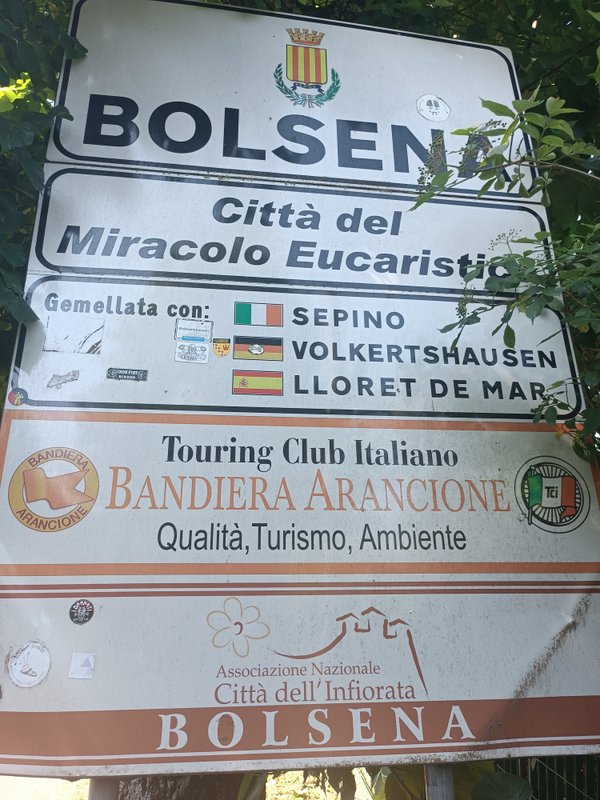 BOLSENA
Città del
Miracolo Eucaristico
Gemellata con:
SEPINO
VOLKERTSHAUSEN
LLORET DE MAR
Touring Club Italiano
BANDIERA ARANCIONE
Qualità, Turismo, Ambiente
BANDIERA
ARANCIONE
TCi
Associazione Nazionale
Città dell'Infiorata
BOLSENA